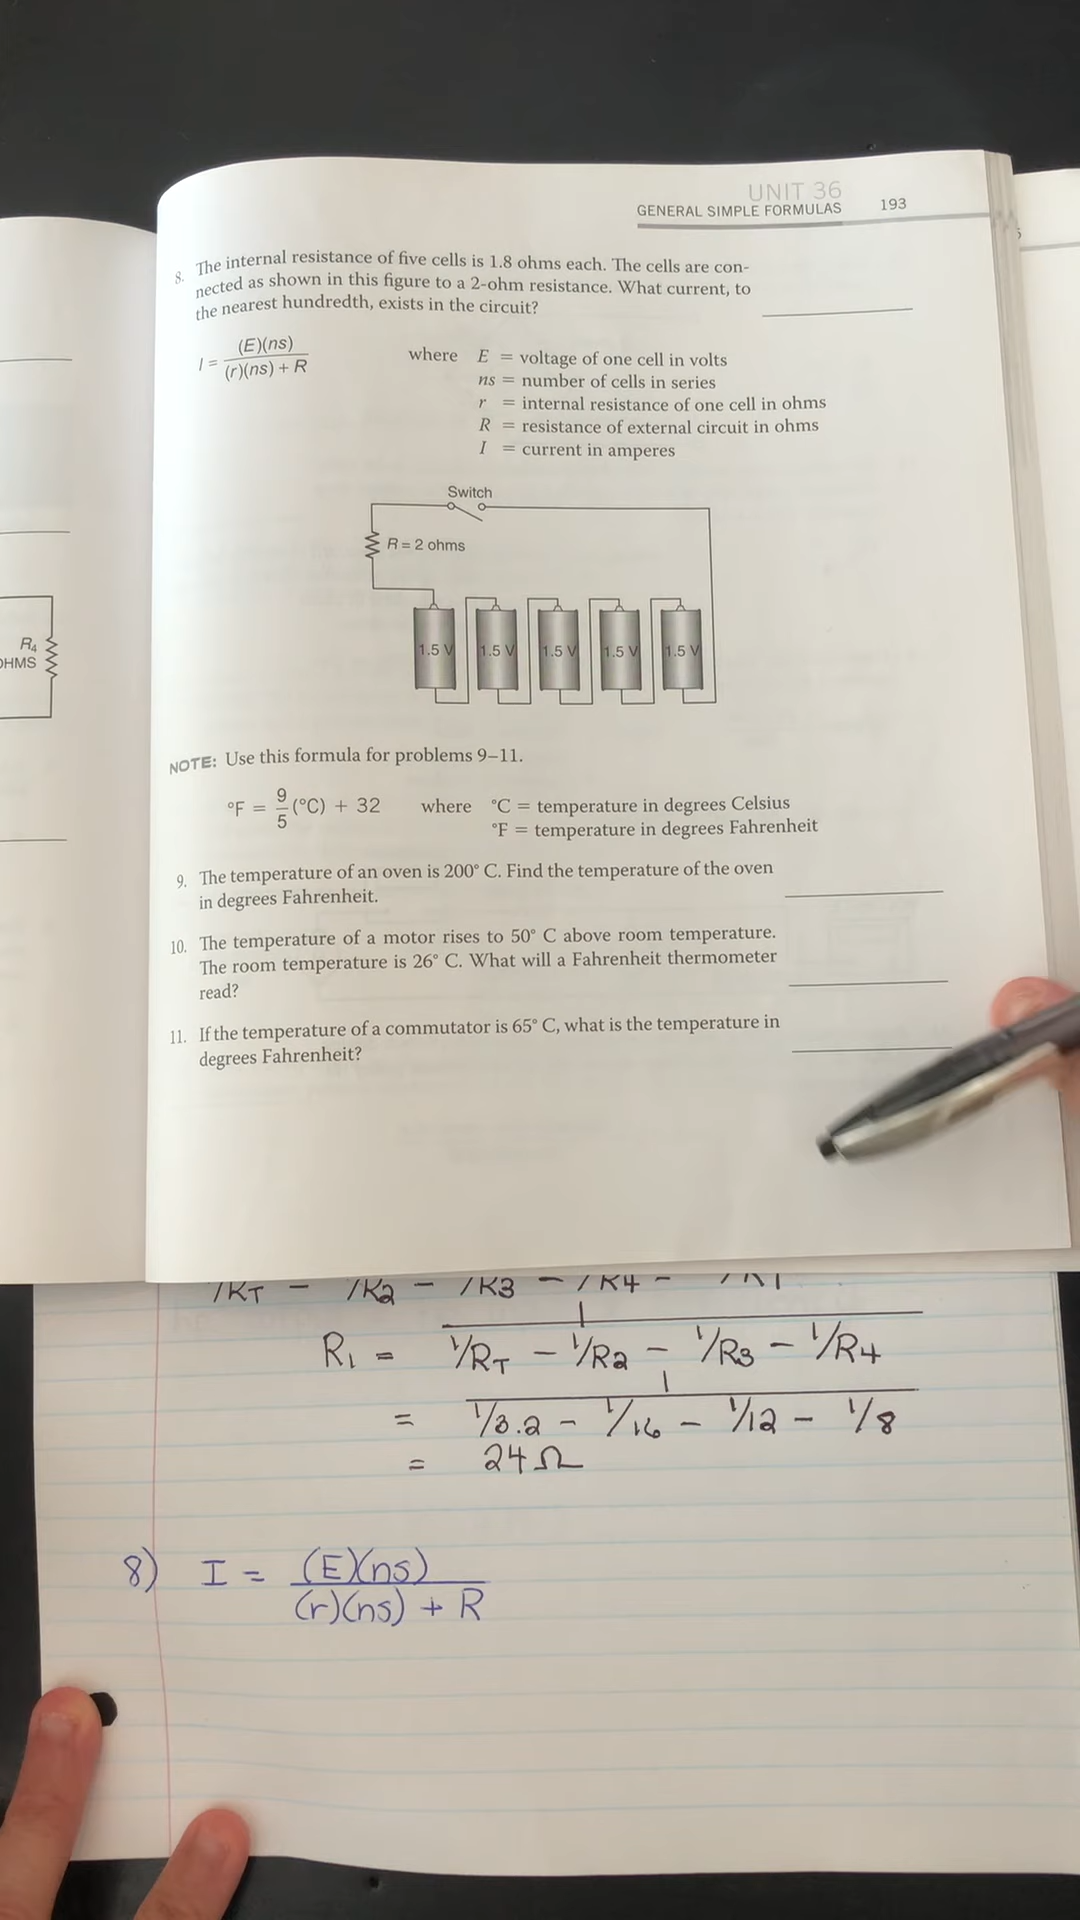 UNIT 36
GENERAL SIMPLE FORMULAS 193
8. The internal resistance of five cells is 1.8 ohms each. The cells are con-
nected as shown in this figure to a 2-ohm resistance. What current, to
the nearest hundredth, exists in the circuit?
I = (E)(ns) / (r)(ns) + R
where E = voltage of one cell in volts
ns = number of cells in series
r = internal resistance of one cell in ohms
R = resistance of external circuit in ohms
I = current in amperes
Switch
R = 2 ohms
1.5 V 1.5 V 1.5 V 1.5 V 1.5 V
R4
OHMS
NOTE: Use this formula for problems 9–11.
°F = 9/5 (°C) + 32 where °C = temperature in degrees Celsius
°F = temperature in degrees Fahrenheit
9. The temperature of an oven is 200° C. Find the temperature of the oven
in degrees Fahrenheit.
10. The temperature of a motor rises to 50° C above room temperature.
The room temperature is 26° C. What will a Fahrenheit thermometer
read?
11. If the temperature of a commutator is 65° C, what is the temperature in
degrees Fahrenheit?
/RT - /R2 - /R3 - /R4 - /R1
R1 = 1 / 1/RT - 1/R2 - 1/R3 - 1/R4
= 1 / 1/3.2 - 1/16 - 1/12 - 1/8
= 24 Ω
8) I = (E)(ns) / (r)(ns) + R